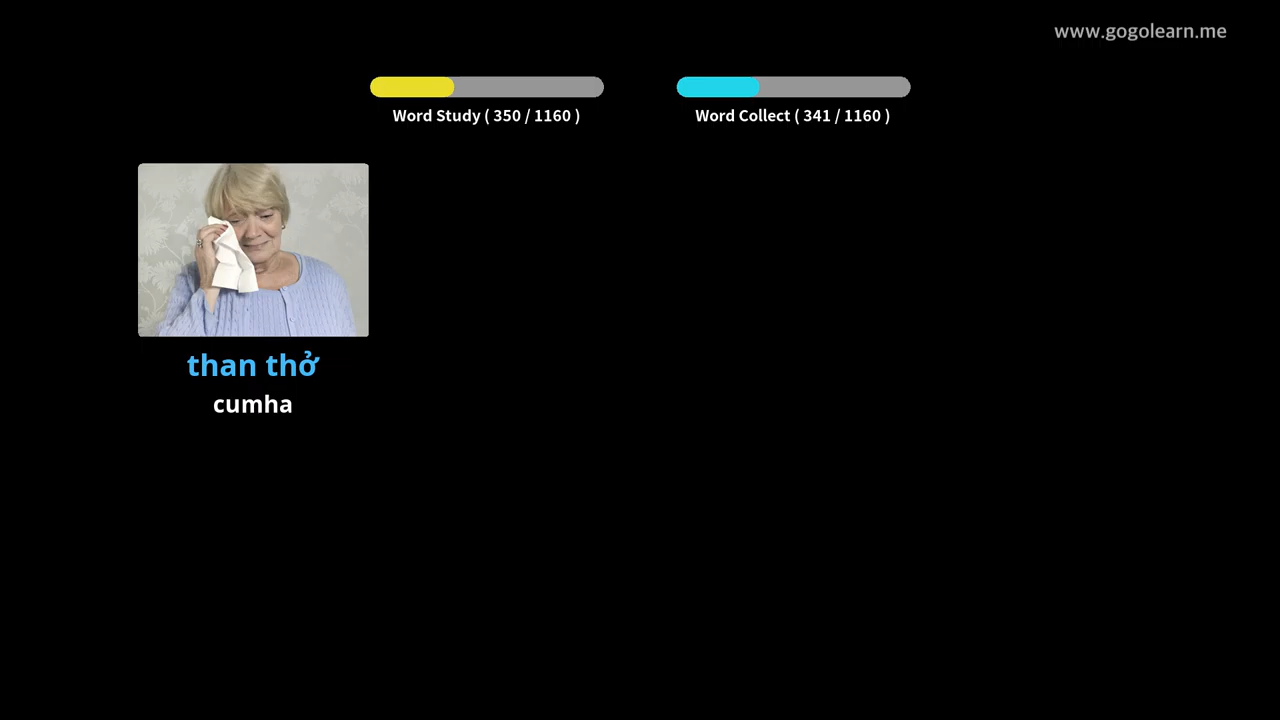 www.gogolearn.me
Word Study ( 350 / 1160 )
Word Collect ( 341 / 1160 )
than thở
cumha